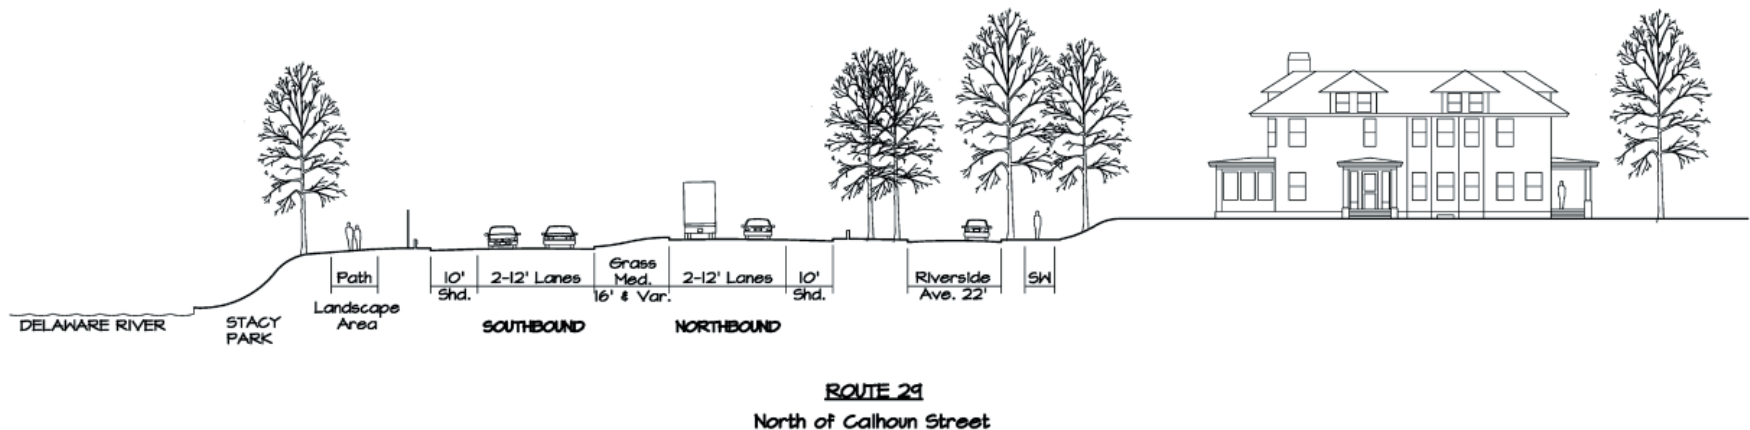 DELAWARE RIVER
STACY
PARK
Path
Landscape
Area
10'
Shd.
2-12' Lanes
SOUTHBOUND
Grass
Med.
16' & Var.
2-12' Lanes
NORTHBOUND
10'
Shd.
Riverside
Ave. 22'
SW
ROUTE 29
North of Calhoun Street